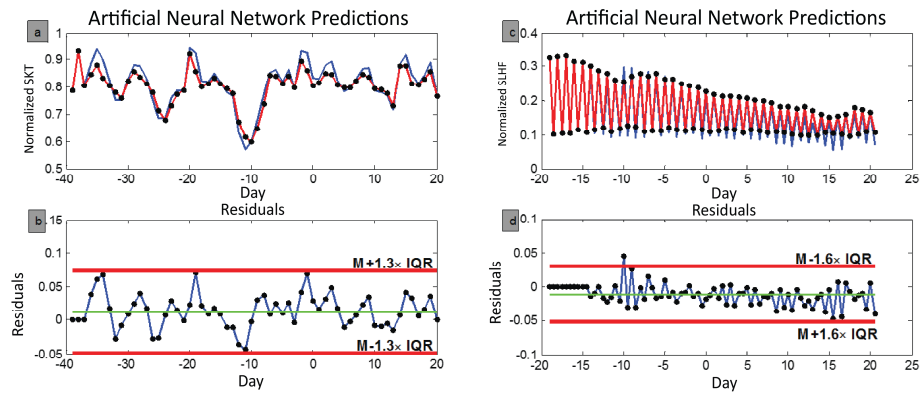 Artificial Neural Network Predictions
a
Normalized SKT
1
0.9
0.8
0.7
0.6
0.5
-40 -30 -20 -10 0 10 20
Day
Residuals
b
Residuals
0.15
0.1
0.05
0
-0.05
M+1.3× IQR
M-1.3× IQR
-40 -30 -20 -10 0 10 20
Day
Artificial Neural Network Predictions
c
Normalized SLHF
0.4
0.3
0.2
0.1
0
-20 -15 -10 -5 0 5 10 15 20 25
Day
Residuals
d
Residuals
0.1
0.05
0
-0.05
-0.1
M-1.6× IQR
M+1.6× IQR
-20 -15 -10 -5 0 5 10 15 20 25
Day